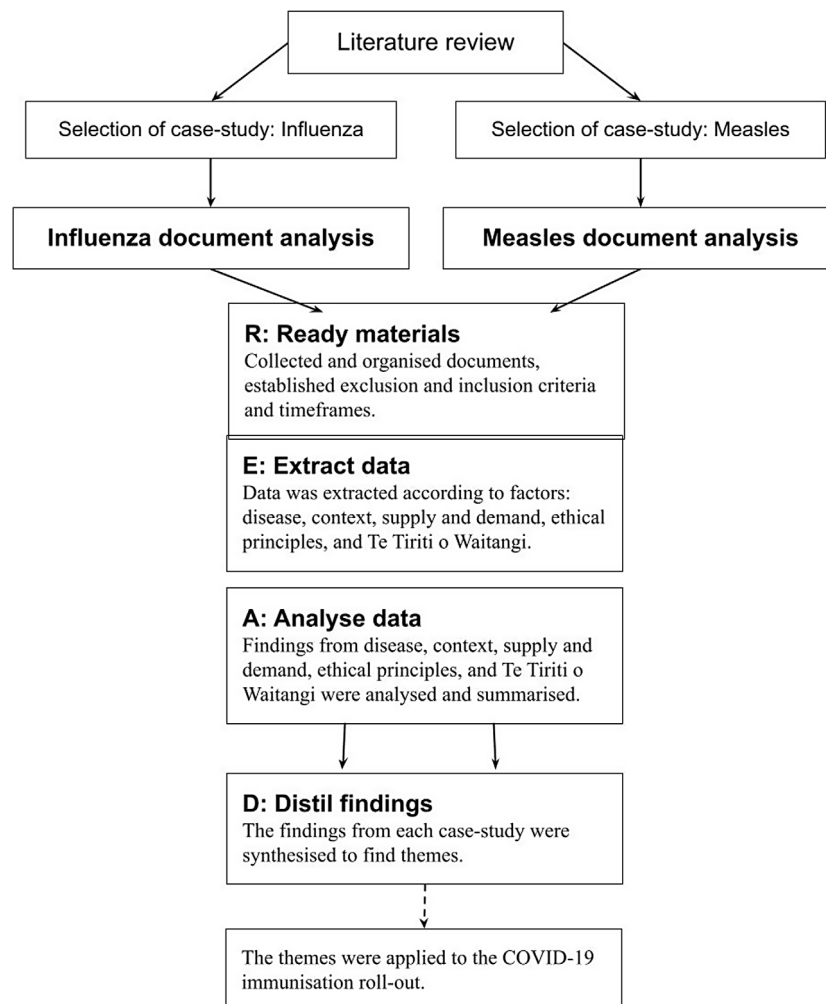 Literature review
Selection of case-study: Influenza
Selection of case-study: Measles
Influenza document analysis
Measles document analysis
R: Ready materials
Collected and organised documents,
established exclusion and inclusion criteria
and timeframes.
E: Extract data
Data was extracted according to factors:
disease, context, supply and demand, ethical
principles, and Te Tiriti o Waitangi.
A: Analyse data
Findings from disease, context, supply and
demand, ethical principles, and Te Tiriti o
Waitangi were analysed and summarised.
D: Distil findings
The findings from each case-study were
synthesised to find themes.
The themes were applied to the COVID-19
immunisation roll-out.